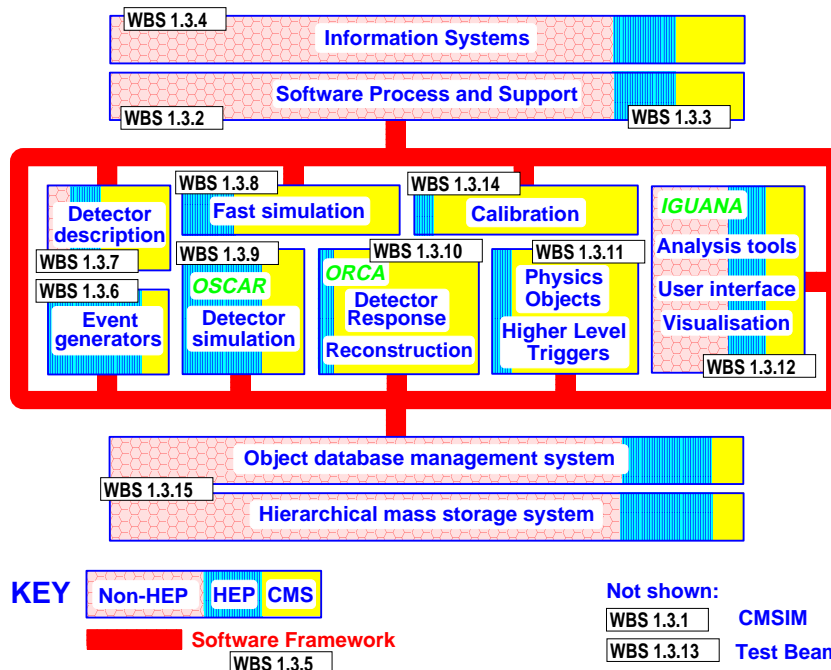 WBS 1.3.4
Information Systems
Software Process and Support
WBS 1.3.2
WBS 1.3.3
WBS 1.3.8
WBS 1.3.14
Detector
description
WBS 1.3.7
Fast simulation
Calibration
IGUANA
Analysis tools
User interface
Visualisation
WBS 1.3.12
WBS 1.3.6
Event
generators
WBS 1.3.9
OSCAR
Detector
simulation
WBS 1.3.10
ORCA
Detector
Response
Reconstruction
WBS 1.3.11
Physics
Objects
Higher Level
Triggers
Object database management system
WBS 1.3.15
Hierarchical mass storage system
KEY
Non-HEP
HEP
CMS
Software Framework
WBS 1.3.5
Not shown:
WBS 1.3.1
CMSIM
WBS 1.3.13
Test Beam